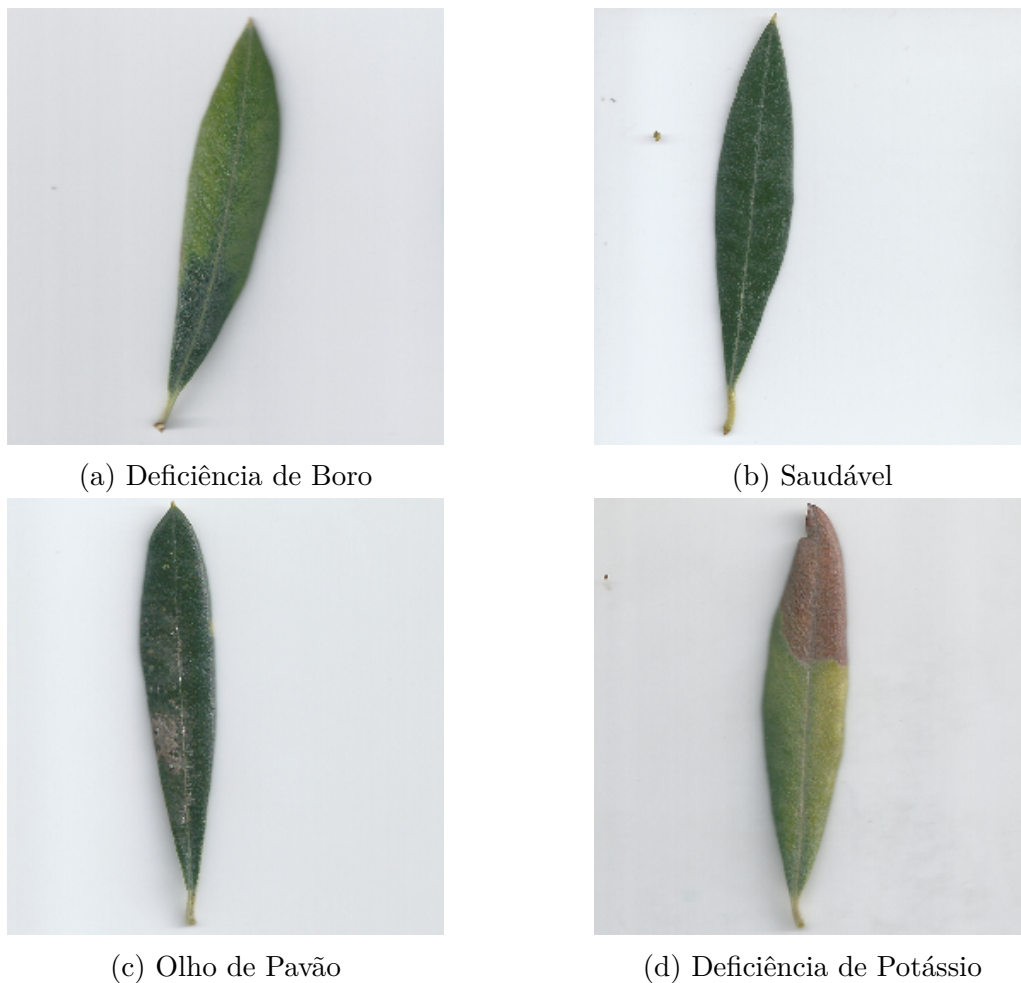 (a) Deficiência de Boro
(b) Saudável
(c) Olho de Pavão
(d) Deficiência de Potássio